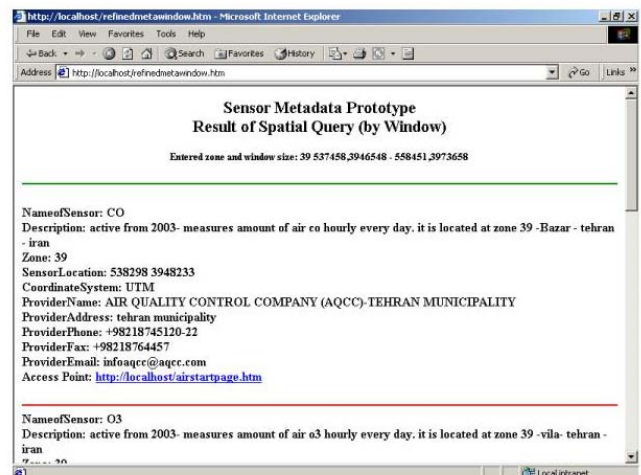 http://localhost/refinedmetawindow.htm - Microsoft Internet Explorer
File Edit View Favorites Tools Help
Back Search Favorites History
Address http://localhost/refinedmetawindow.htm Go Links »
Sensor Metadata Prototype
Result of Spatial Query (by Window)
Entered zone and window size: 39 537458,3946548 - 558451,3973658
NameofSensor: CO
Description: active from 2003- measures amount of air co hourly every day. it is located at zone 39 -Bazar - tehran
- iran
Zone: 39
SensorLocation: 538298 3948233
CoordinateSystem: UTM
ProviderName: AIR QUALITY CONTROL COMPANY (AQCC)-TEHRAN MUNICIPALITY
ProviderAddress: tehran municipality
ProviderPhone: +98218745120-22
ProviderFax: +98218764457
ProviderEmail: infoaqcc@aqcc.com
Access Point: http://localhost/airstartpage.htm
NameofSensor: O3
Description: active from 2003- measures amount of air o3 hourly every day. it is located at zone 39 -vila- tehran -
iran
Zone: 39
Local intranet